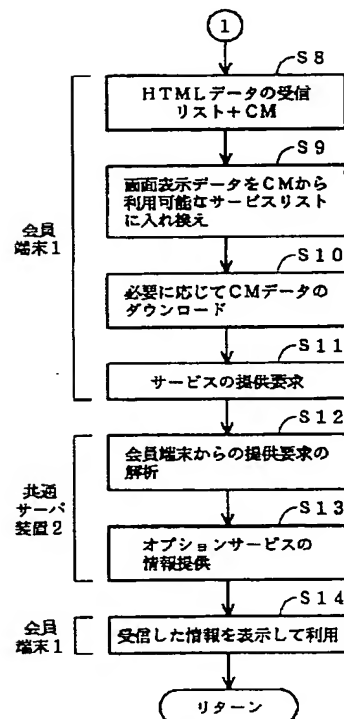 1
S8
HTMLデータの受信
リスト+CM
S9
画面表示データをCMから
利用可能なサービスリスト
に入れ換え
会員
端末1
S10
必要に応じてCMデータの
ダウンロード
S11
サービスの提供要求
S12
会員端末からの提供要求の
解析
共通
サーバ
装置2
S13
オプションサービスの
情報提供
S14
会員
端末1
受信した情報を表示して利用
リターン